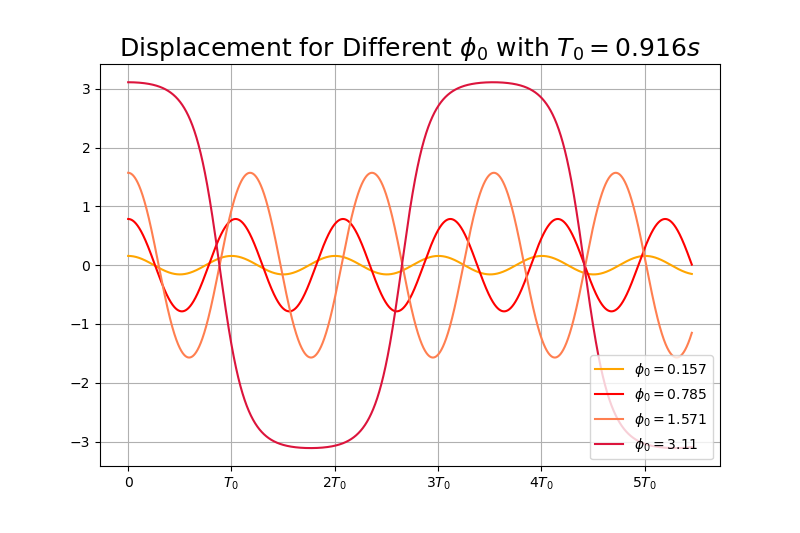 Displacement for Different ϕ₀ with T₀ = 0.916s
3
2
1
0
−1
−2
−3
0
T₀
2T₀
3T₀
4T₀
5T₀
ϕ₀ = 0.157
ϕ₀ = 0.785
ϕ₀ = 1.571
ϕ₀ = 3.11